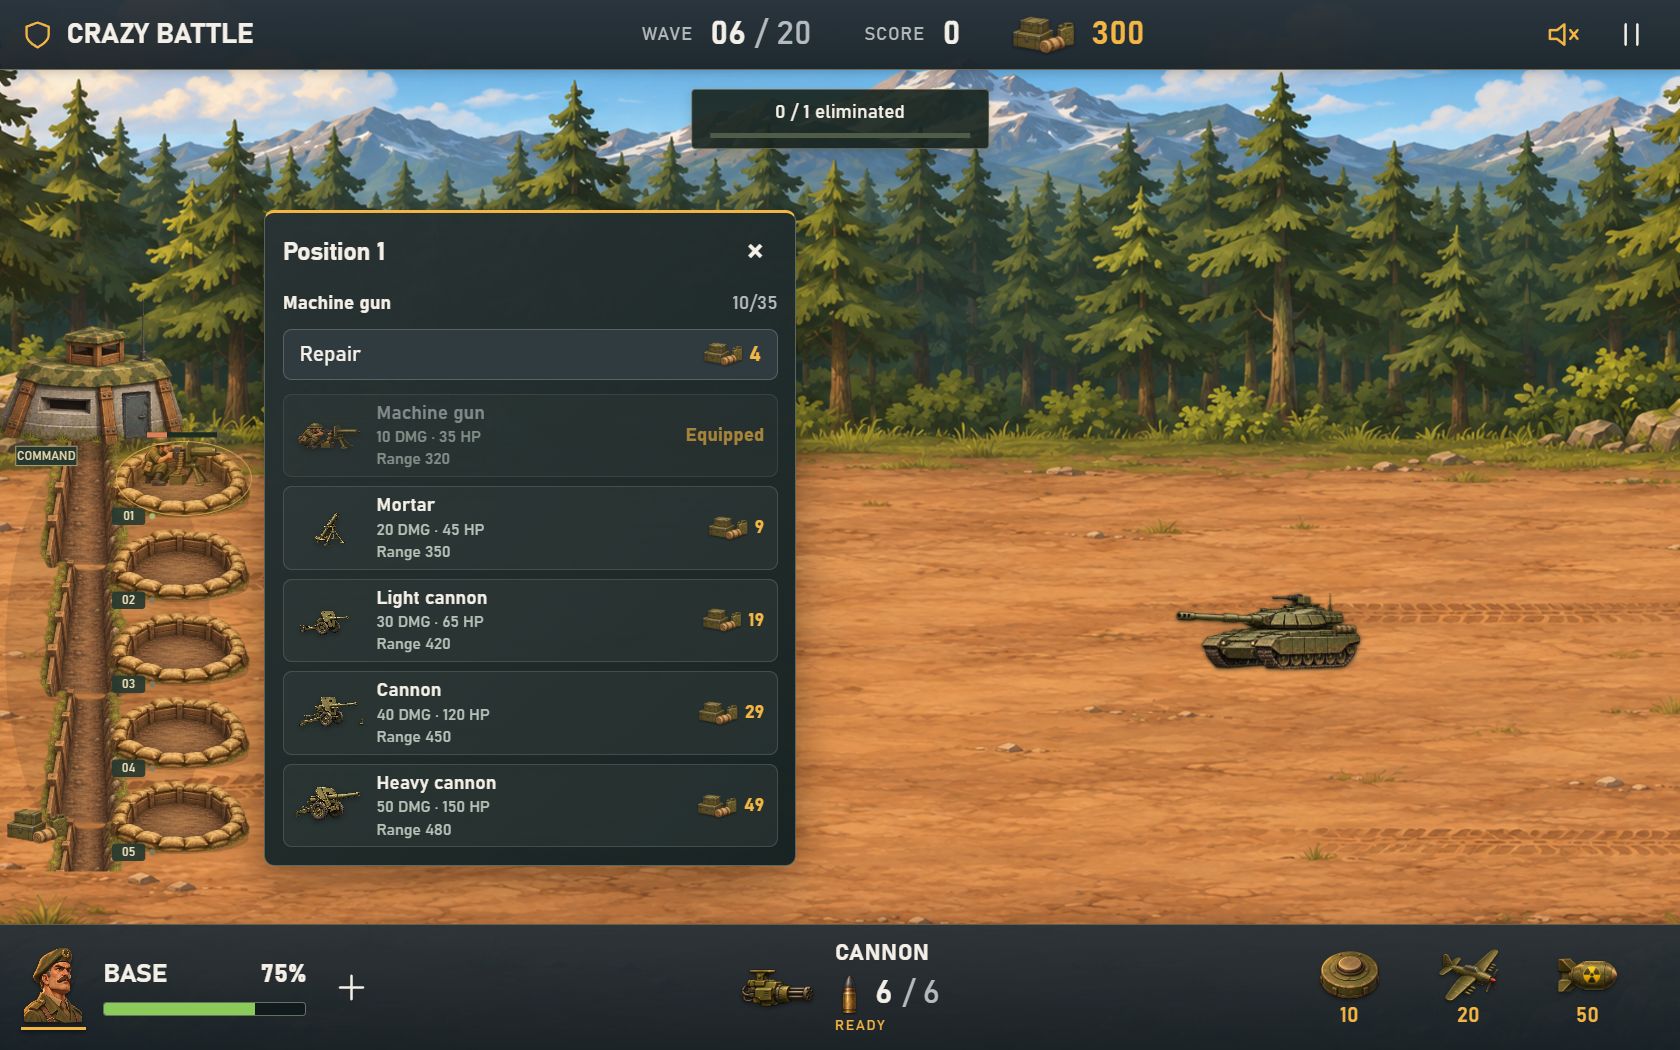 CRAZY BATTLE
WAVE 06 / 20
SCORE 0
300
0 / 1 eliminated
Position 1
Machine gun 10/35
Repair 4
Machine gun
10 DMG · 35 HP
Range 320
Equipped
Mortar
20 DMG · 45 HP
Range 350
9
Light cannon
30 DMG · 65 HP
Range 420
19
Cannon
40 DMG · 120 HP
Range 450
29
Heavy cannon
50 DMG · 150 HP
Range 480
49
COMMAND
01
02
03
04
05
BASE 75%
CANNON
6 / 6
READY
10
20
50